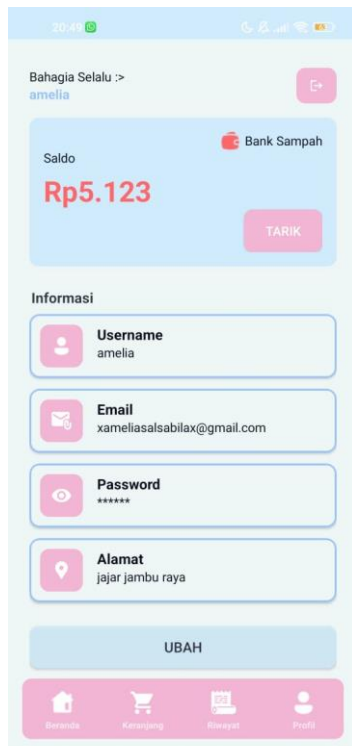 20:49
Bahagia Selalu :>
amelia
Bank Sampah
Saldo
Rp5.123
TARIK
Informasi
Username
amelia
Email
xameliasalsabilax@gmail.com
Password
******
Alamat
jajar jambu raya
UBAH
Beranda Keranjang Riwayat Profil